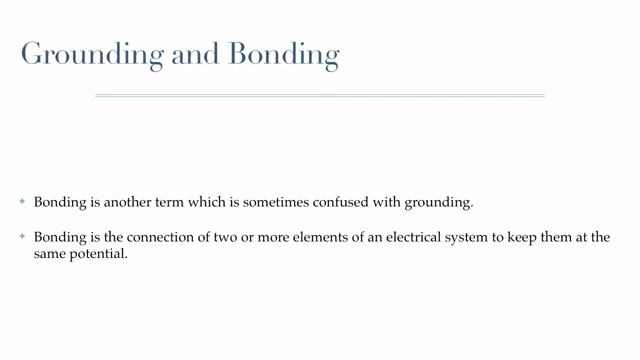 Grounding and Bonding
Bonding is another term which is sometimes confused with grounding.
Bonding is the connection of two or more elements of an electrical system to keep them at the
same potential.